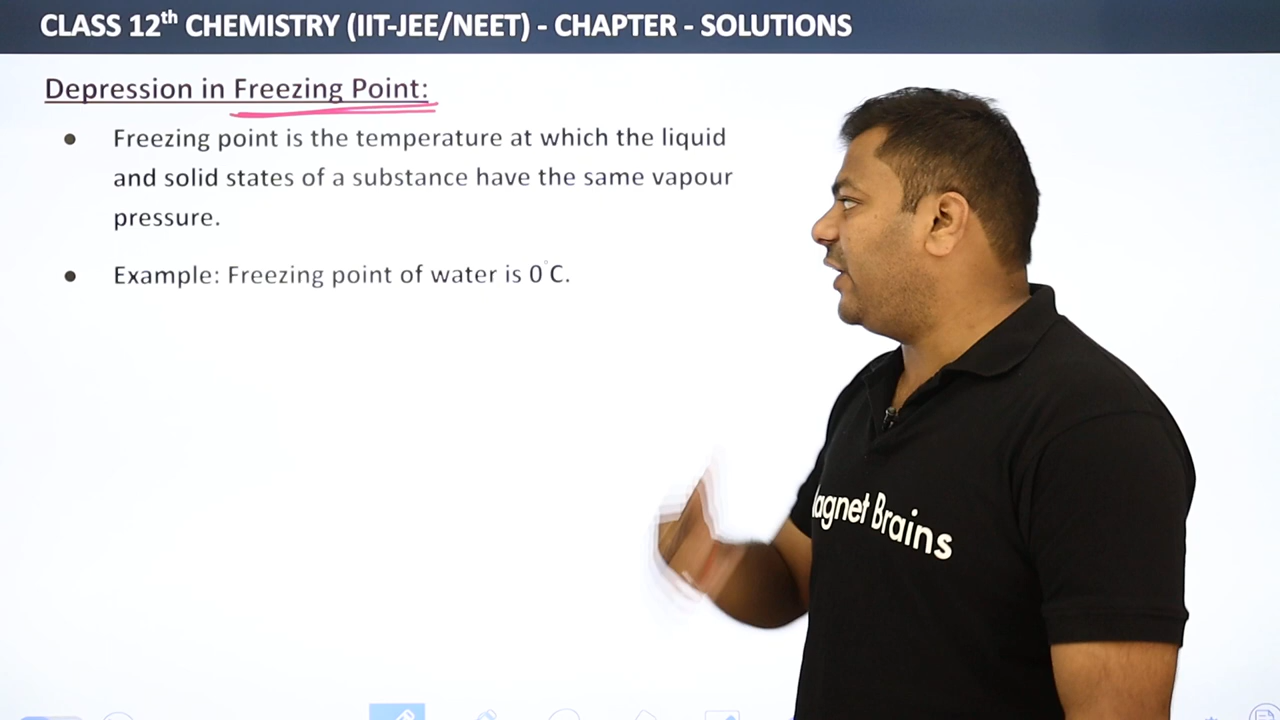 CLASS 12th CHEMISTRY (IIT-JEE/NEET) - CHAPTER - SOLUTIONS
Depression in Freezing Point:
• Freezing point is the temperature at which the liquid
and solid states of a substance have the same vapour
pressure.
• Example: Freezing point of water is 0°C.
agnet Brains